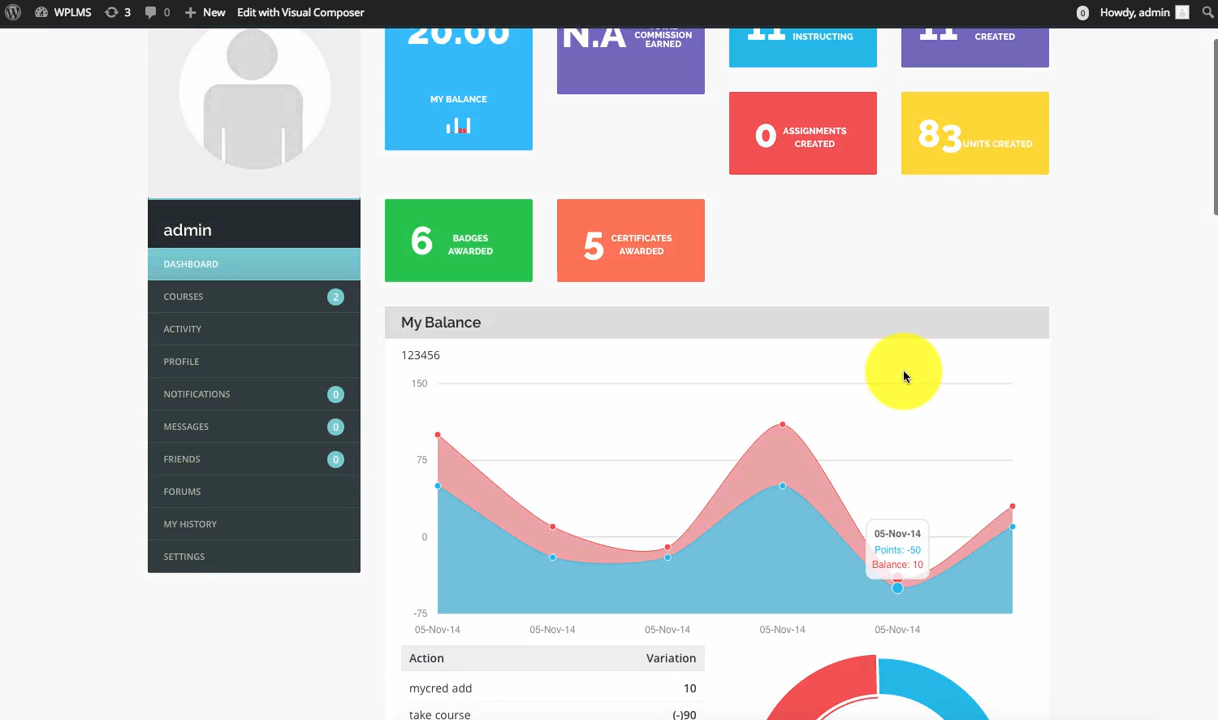 WPLMS 3 0 New Edit with Visual Composer 0 Howdy, admin
20.00
MY BALANCE
N.A
COMMISSION
EARNED
11 INSTRUCTING
11 CREATED
0 ASSIGNMENTS
CREATED
83 UNITS CREATED
6 BADGES
AWARDED
5 CERTIFICATES
AWARDED
admin
DASHBOARD
COURSES 2
ACTIVITY
PROFILE
NOTIFICATIONS 0
MESSAGES 0
FRIENDS 0
FORUMS
MY HISTORY
SETTINGS
My Balance
123456
150
75
0
-75
05-Nov-14
Points: -50
Balance: 10
05-Nov-14 05-Nov-14 05-Nov-14 05-Nov-14 05-Nov-14
Action Variation
mycred add 10
take course (-)90